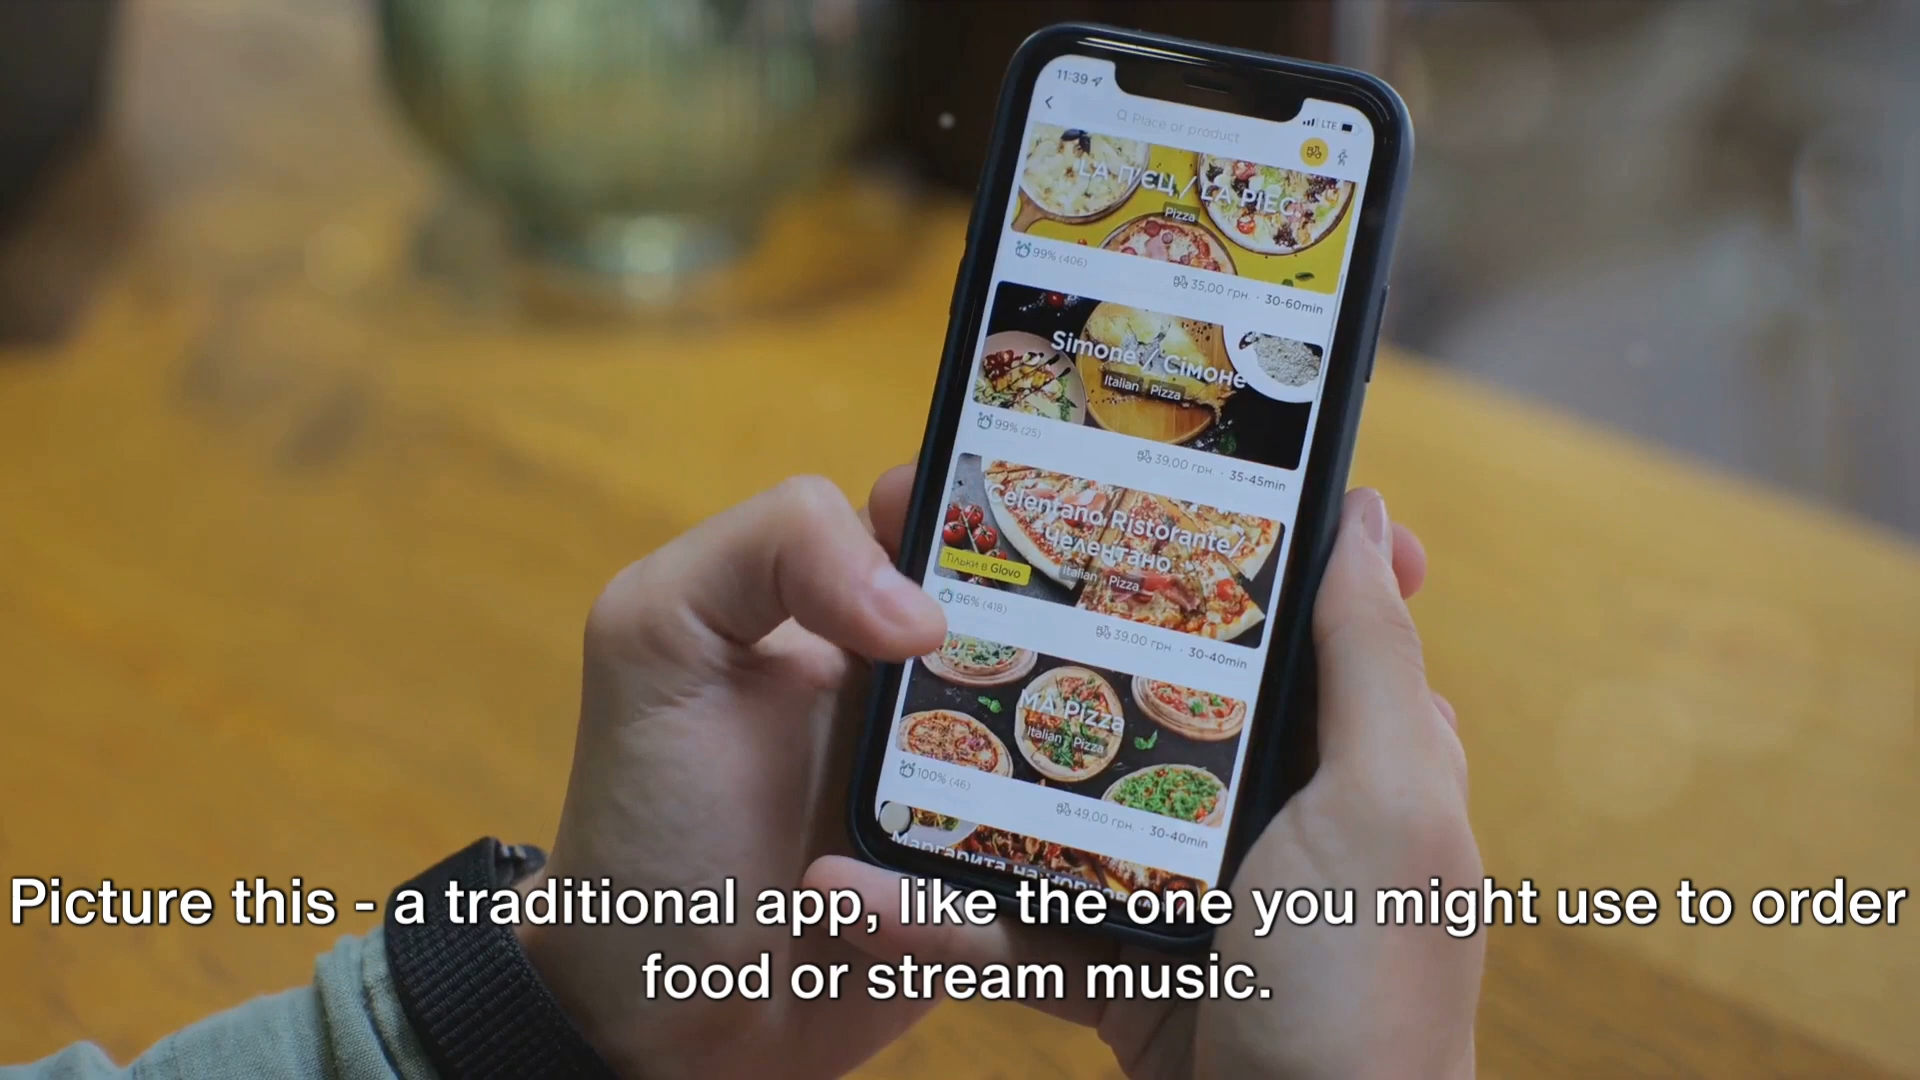 11:39
LTE
Place or product
LA П'ЄЦ / LA PIEC
Pizza
99% (406)
35,00 грн. · 30-60min
Simone / Сімоне
Italian Pizza
99% (25)
39,00 грн. · 35-45min
Celentano Ristorante/
Челентано
Italian Pizza
Тільки в Glovo
96% (418)
39,00 грн. · 30-40min
MA Pizza
Italian Pizza
100% (46)
49,00 грн. · 30-40min
Маргарита
Picture this - a traditional app, like the one you might use to order
food or stream music.